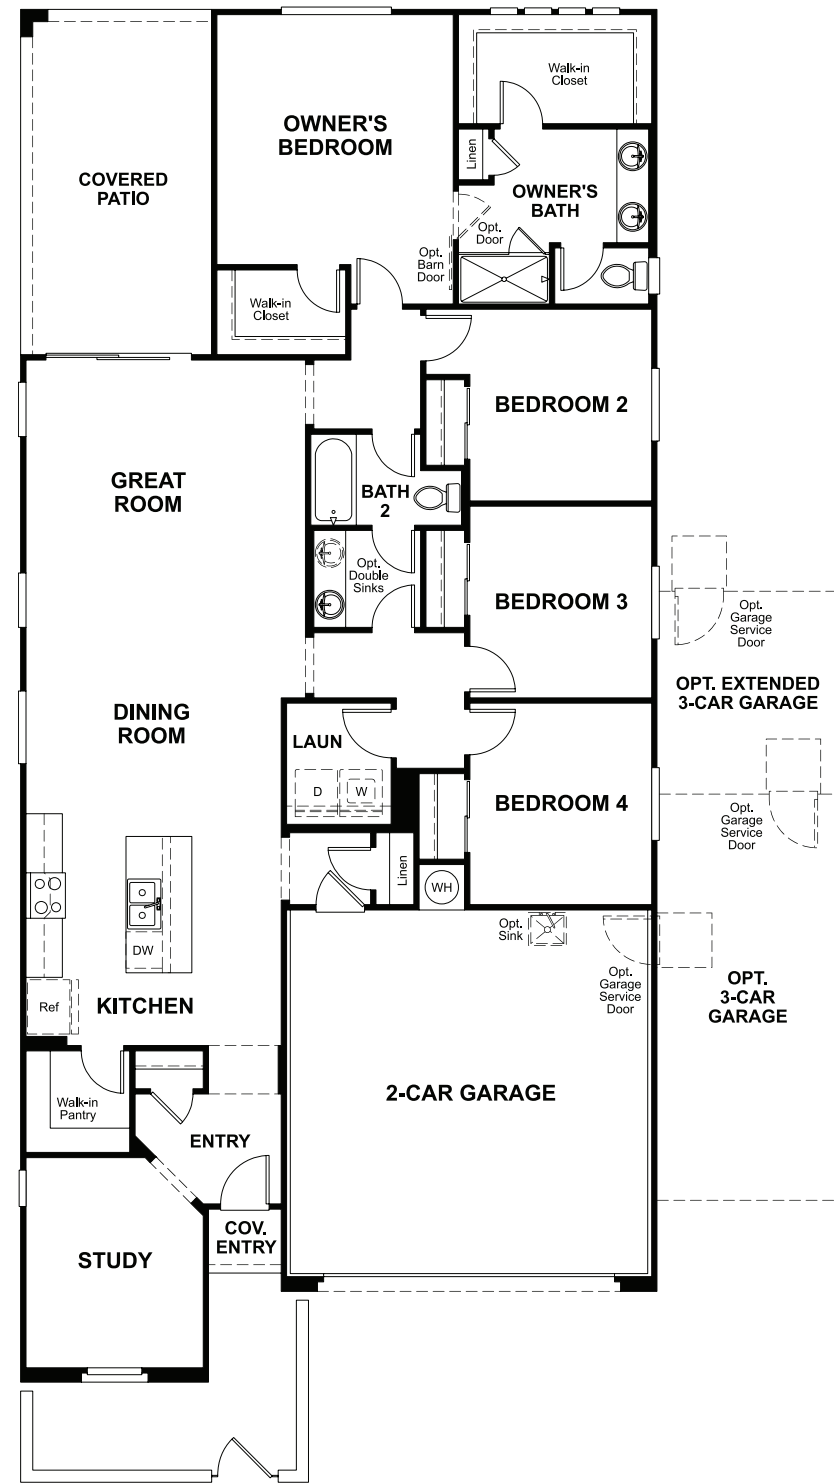 Walk-in
Closet
OWNER'S
BEDROOM
Linen
COVERED
PATIO
OWNER'S
BATH
Opt.
Door
Opt.
Barn
Door
Walk-in
Closet
BEDROOM 2
GREAT
ROOM
BATH
2
Opt.
Double
Sinks
BEDROOM 3
Opt.
Garage
Service
Door
OPT. EXTENDED
3-CAR GARAGE
DINING
ROOM
LAUN
D
W
BEDROOM 4
Opt.
Garage
Service
Door
Linen
WH
DW
Opt.
Sink
Opt.
Garage
Service
Door
OPT.
3-CAR
GARAGE
Ref
KITCHEN
2-CAR GARAGE
Walk-in
Pantry
ENTRY
COV.
ENTRY
STUDY